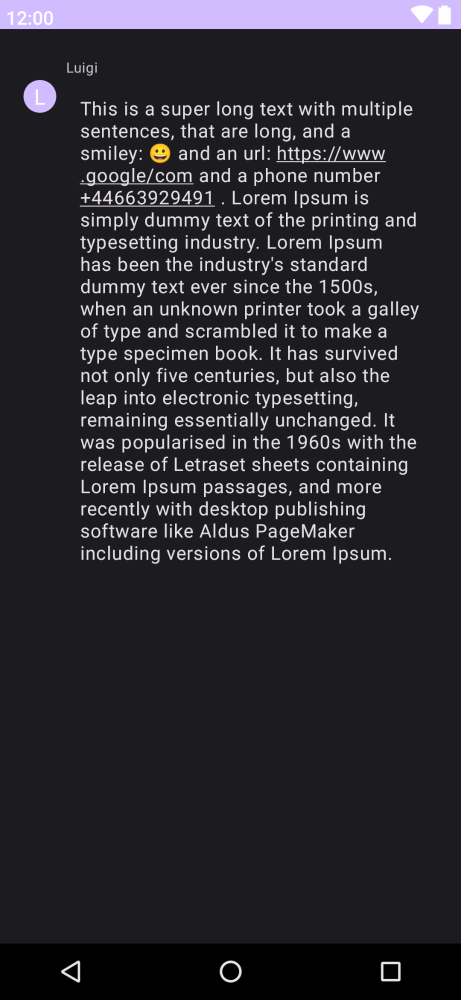 12:00
Luigi
L
This is a super long text with multiple
sentences, that are long, and a
smiley: 😀 and an url: https://www
.google/com and a phone number
+44663929491 . Lorem Ipsum is
simply dummy text of the printing and
typesetting industry. Lorem Ipsum
has been the industry's standard
dummy text ever since the 1500s,
when an unknown printer took a galley
of type and scrambled it to make a
type specimen book. It has survived
not only five centuries, but also the
leap into electronic typesetting,
remaining essentially unchanged. It
was popularised in the 1960s with the
release of Letraset sheets containing
Lorem Ipsum passages, and more
recently with desktop publishing
software like Aldus PageMaker
including versions of Lorem Ipsum.